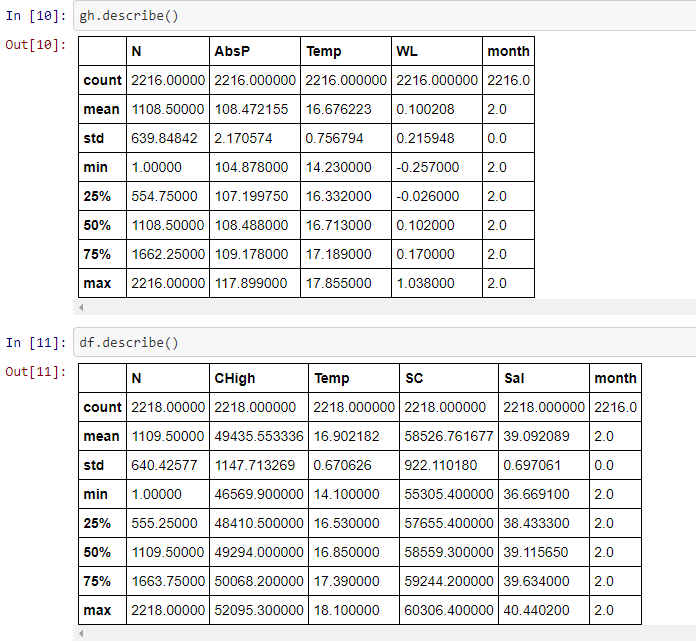 In [10]: gh.describe()
Out[10]:
N AbsP Temp WL month
count 2216.00000 2216.000000 2216.000000 2216.000000 2216.0
mean 1108.50000 108.472155 16.676223 0.100208 2.0
std 639.84842 2.170574 0.756794 0.215948 0.0
min 1.00000 104.878000 14.230000 -0.257000 2.0
25% 554.75000 107.199750 16.332000 -0.026000 2.0
50% 1108.50000 108.488000 16.713000 0.102000 2.0
75% 1662.25000 109.178000 17.189000 0.170000 2.0
max 2216.00000 117.899000 17.855000 1.038000 2.0
In [11]: df.describe()
Out[11]:
N CHigh Temp SC Sal month
count 2218.00000 2218.000000 2218.000000 2218.000000 2218.000000 2216.0
mean 1109.50000 49435.553336 16.902182 58526.761677 39.092089 2.0
std 640.42577 1147.713269 0.670626 922.110180 0.697061 0.0
min 1.00000 46569.900000 14.100000 55305.400000 36.669100 2.0
25% 555.25000 48410.500000 16.530000 57655.400000 38.433300 2.0
50% 1109.50000 49294.000000 16.850000 58559.300000 39.115650 2.0
75% 1663.75000 50068.200000 17.390000 59244.200000 39.634000 2.0
max 2218.00000 52095.300000 18.100000 60306.400000 40.440200 2.0